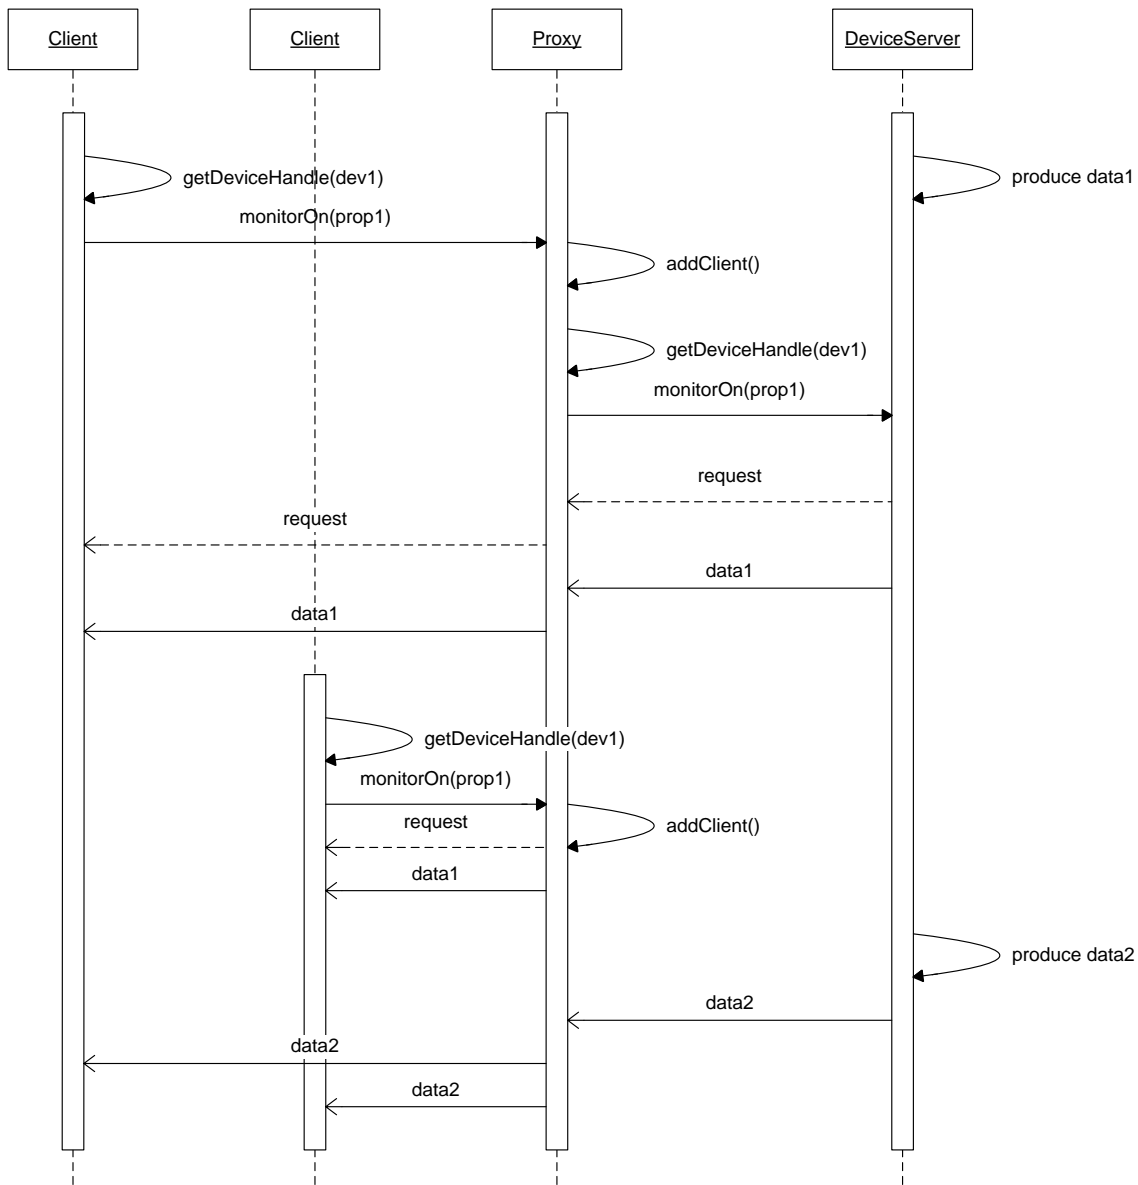 Client
Client
Proxy
DeviceServer
getDeviceHandle(dev1)
produce data1
monitorOn(prop1)
addClient()
getDeviceHandle(dev1)
monitorOn(prop1)
request
request
data1
data1
getDeviceHandle(dev1)
monitorOn(prop1)
request
addClient()
data1
produce data2
data2
data2
data2